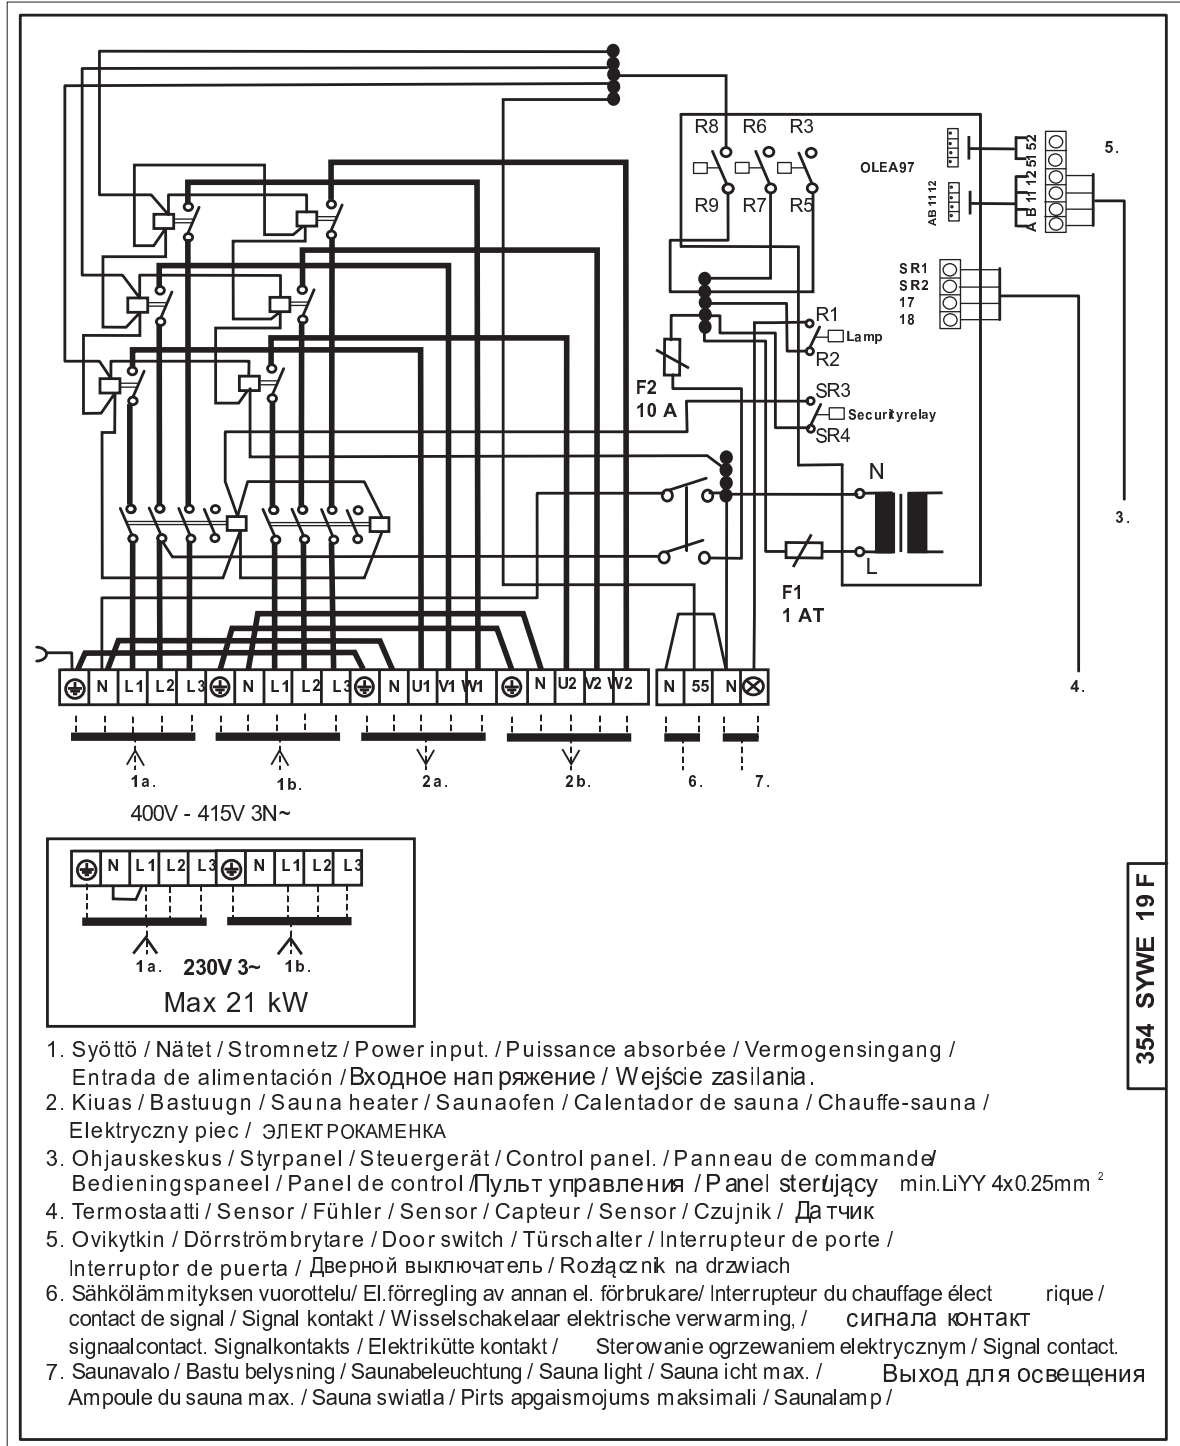 R8 R6 R3
OLEA97
R9 R7 R5
AB 11 12
A B 11 12 51 52
5.
SR1
SR2
17
18
R1
Lamp
R2
F2
10 A
SR3
Securityrelay
SR4
N
L
3.
F1
1 AT
4.
N L1 L2 L3 N L1 L2 L3 N U1 V1 W1 N U2 V2 W2 N 55 N
1a. 1b. 2a. 2b. 6. 7.
400V - 415V 3N~
N L1 L2 L3 N L1 L2 L3
1a. 230V 3~ 1b.
Max 21 kW
354 SYWE 19 F
1. Syöttö / Nätet / Stromnetz / Power input. / Puissance absorbée / Vermogensingang /
Entrada de alimentación / Входное напряжение / Wejście zasilania.
2. Kiuas / Bastuugn / Sauna heater / Saunaofen / Calentador de sauna / Chauffe-sauna /
Elektryczny piec / ЭЛЕКТРОКАМЕНКА
3. Ohjauskeskus / Styrpanel / Steuergerät / Control panel. / Panneau de commande/
Bedieningspaneel / Panel de control /Пульт управления / Panel sterujący min.LiYY 4x0.25mm ²
4. Termostaatti / Sensor / Fühler / Sensor / Capteur / Sensor / Czujnik / Датчик
5. Ovikytkin / Dörrströmbrytare / Door switch / Türschalter / Interrupteur de porte /
Interruptor de puerta / Дверной выключатель / Rozłącznik na drzwiach
6. Sähkölämmityksen vuorottelu/ El.förregling av annan el. förbrukare/ Interrupteur du chauffage élect rique /
contact de signal / Signal kontakt / Wisselschakelaar elektrische verwarming, / сигнала контакт
signaalcontact. Signalkontakts / Elektrikütte kontakt / Sterowanie ogrzewaniem elektrycznym / Signal contact.
7. Saunavalo / Bastu belysning / Saunabeleuchtung / Sauna light / Sauna icht max. / Выход для освещения
Ampoule du sauna max. / Sauna swiatla / Pirts apgaismojums maksimali / Saunalamp /